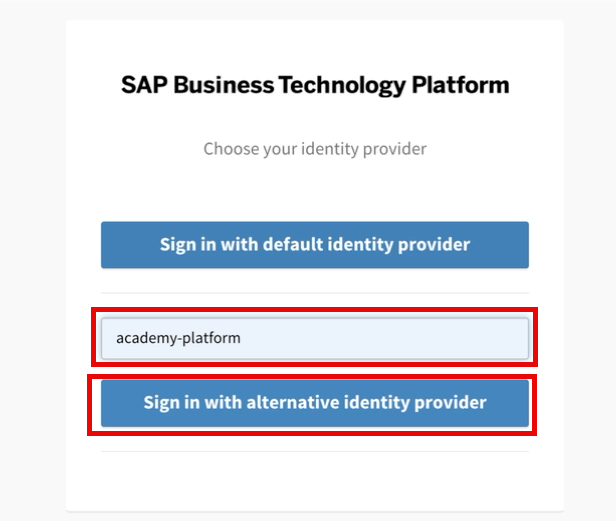 SAP Business Technology Platform
Choose your identity provider
Sign in with default identity provider
academy-platform
Sign in with alternative identity provider